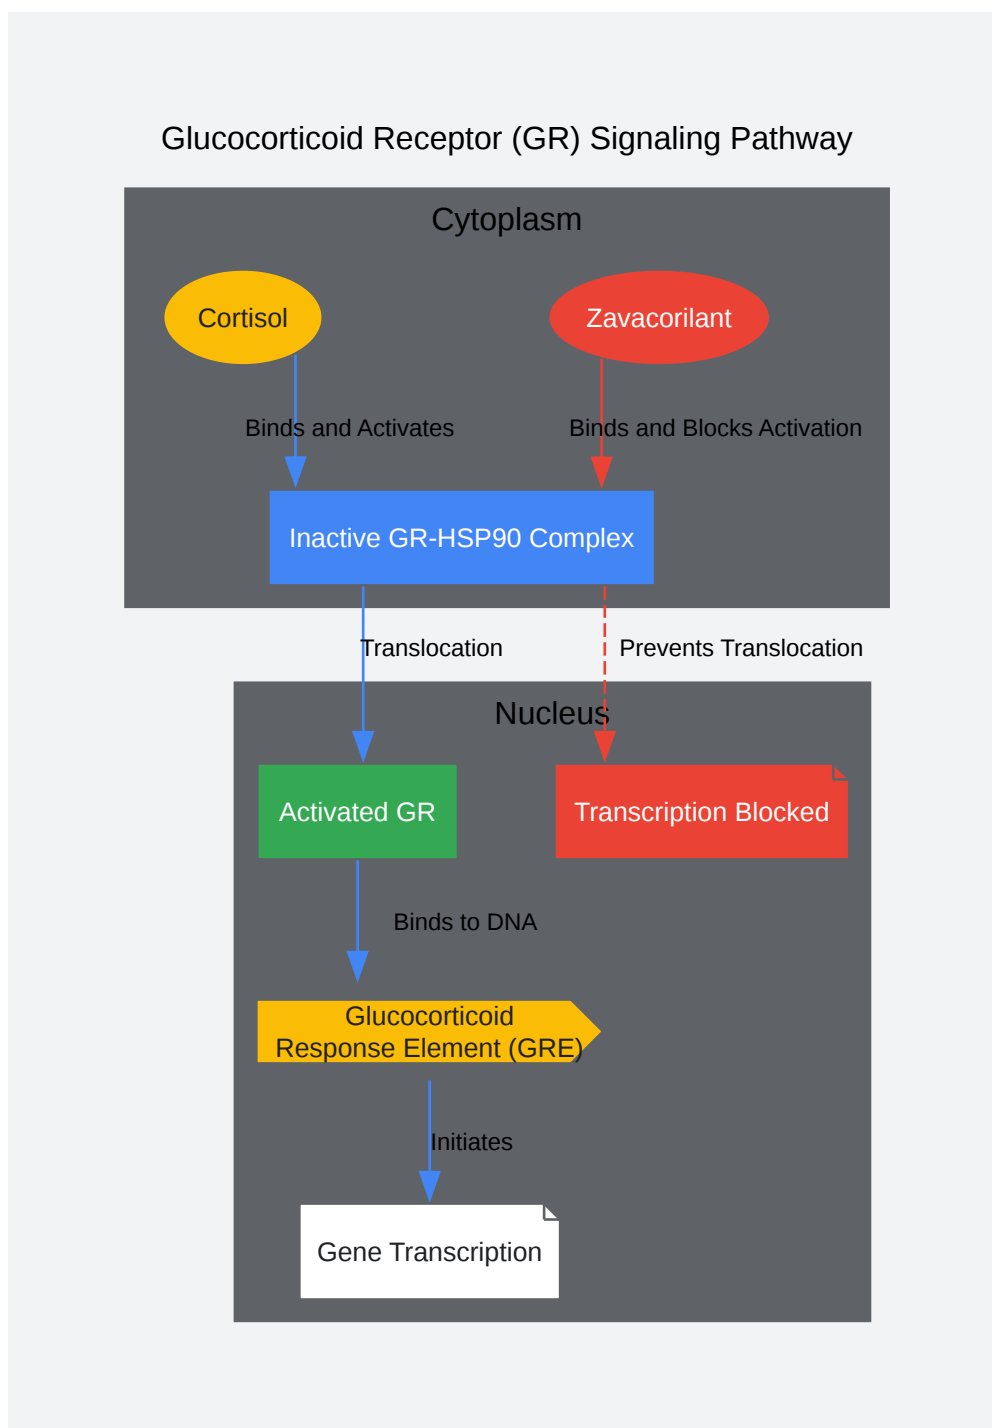 Glucocorticoid Receptor (GR) Signaling Pathway
Cytoplasm
Cortisol
Zavacorilant
Binds and Activates
Binds and Blocks Activation
Inactive GR-HSP90 Complex
Translocation
Prevents Translocation
Nucleus
Activated GR
Transcription Blocked
Binds to DNA
Glucocorticoid
Response Element (GRE)
Initiates
Gene Transcription